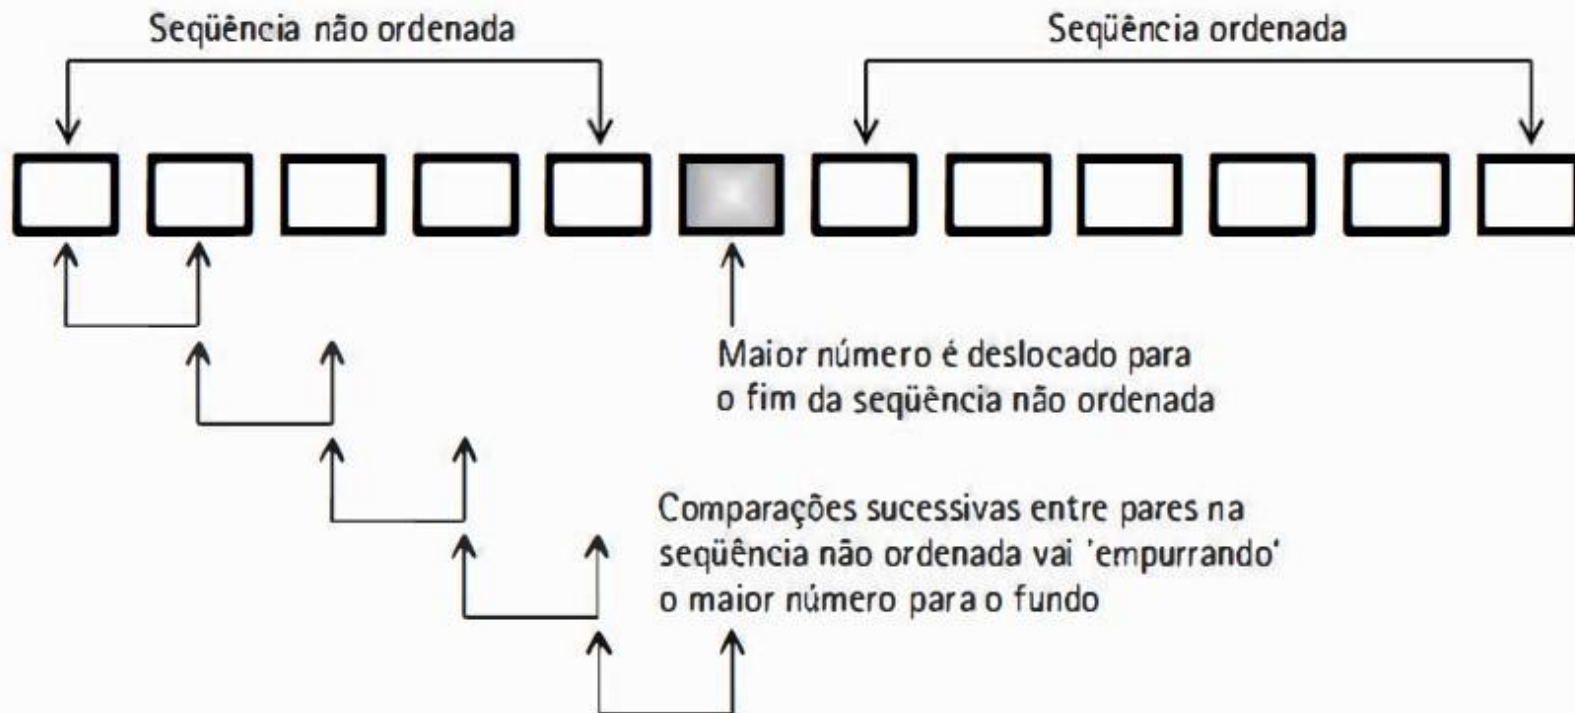 Seqüência não ordenada
Seqüência ordenada
Maior número é deslocado para
o fim da seqüência não ordenada
Comparações sucessivas entre pares na
seqüência não ordenada vai 'empurrando'
o maior número para o fundo